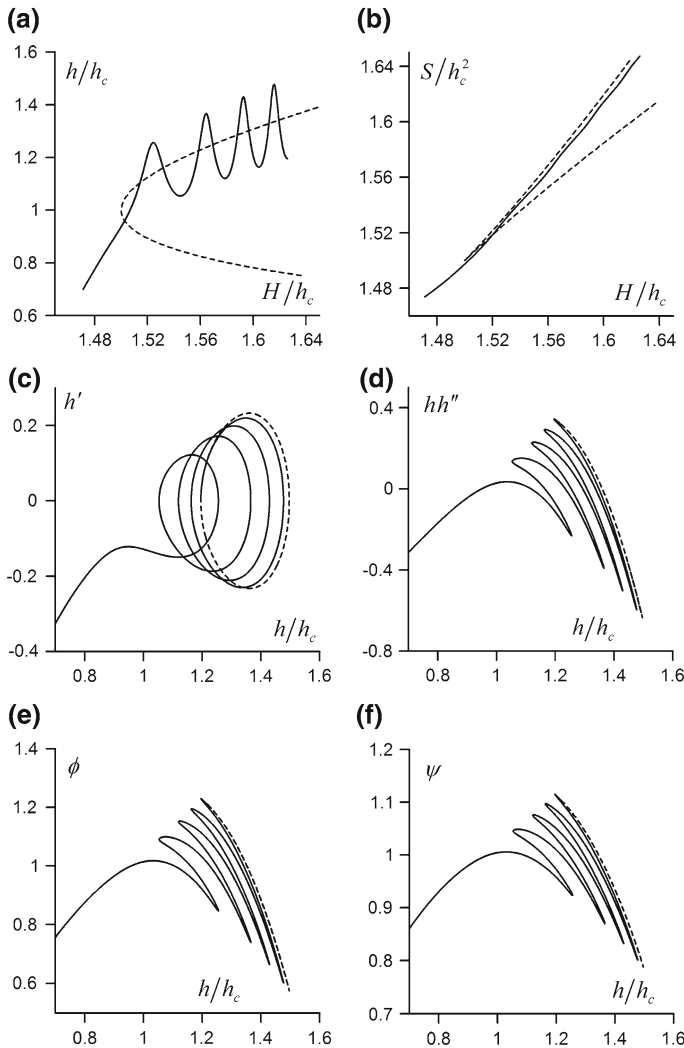 (a)
h/h_c
1.6
1.4
1.2
1
0.8
0.6
H/h_c
1.48 1.52 1.56 1.6 1.64
(b)
S/h_c^2
1.64
1.6
1.56
1.52
1.48
H/h_c
1.48 1.52 1.56 1.6 1.64
(c)
h′
0.2
0
-0.2
-0.4
h/h_c
0.8 1 1.2 1.4 1.6
(d)
hh″
0.4
0
-0.4
-0.8
h/h_c
0.8 1 1.2 1.4 1.6
(e)
ϕ
1.4
1.2
1.0
0.8
0.6
h/h_c
0.8 1 1.2 1.4 1.6
(f)
ψ
1.2
1.1
1.0
0.9
0.8
0.7
h/h_c
0.8 1 1.2 1.4 1.6